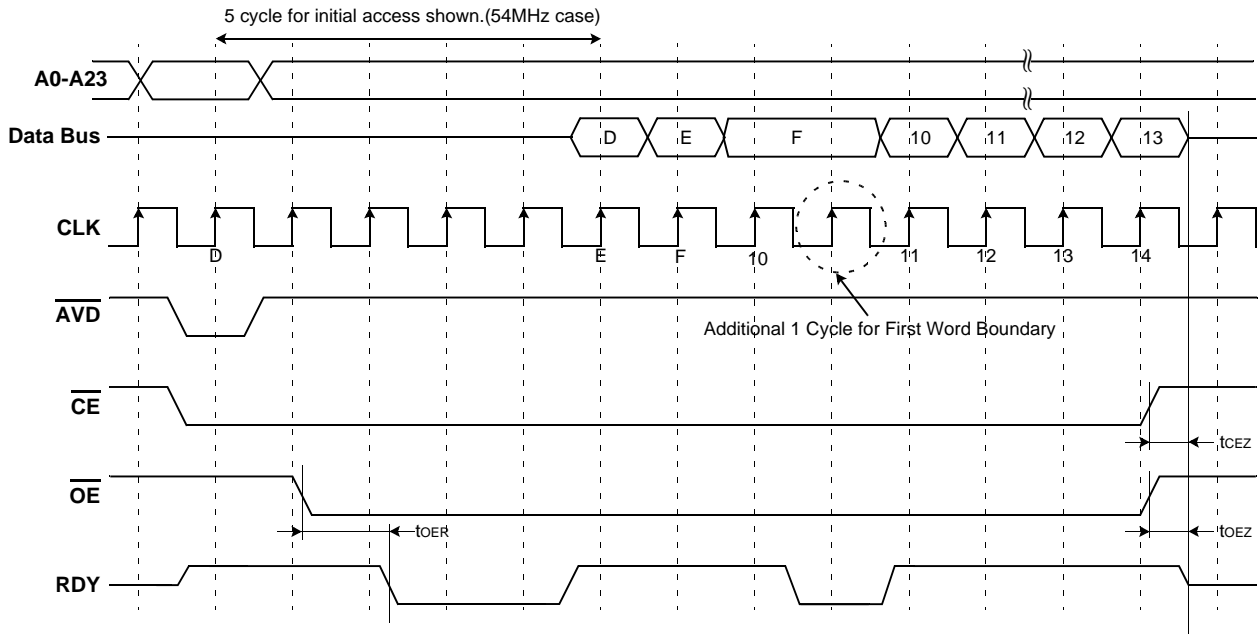 5 cycle for initial access shown.(54MHz case)
A0-A23
Data Bus
D E F 10 11 12 13
CLK
D E F 10 11 12 13 14
AVD
Additional 1 Cycle for First Word Boundary
CE
tCEZ
OE
tOER
tOEZ
RDY